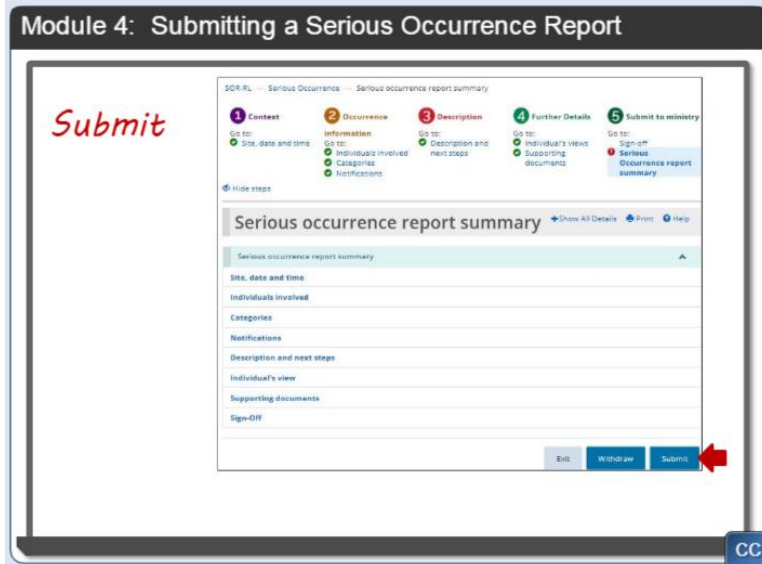 Module 4: Submitting a Serious Occurrence Report
Submit
SOR-RL — Serious Occurrence — Serious occurrence report summary
1 Context
Go to:
Site, date and time
2 Occurrence
Information
Go to:
Individuals involved
Categories
Notifications
3 Description
Go to:
Description and
next steps
4 Further Details
Go to:
Individual's views
Supporting
documents
5 Submit to ministry
Go to:
Sign-off
Serious
Occurrence report
summary
Hide steps
Serious occurrence report summary
+Show All Details Print Help
Serious occurrence report summary
Site, date and time
Individuals involved
Categories
Notifications
Description and next steps
Individual's view
Supporting documents
Sign-Off
Exit Withdraw Submit
CC